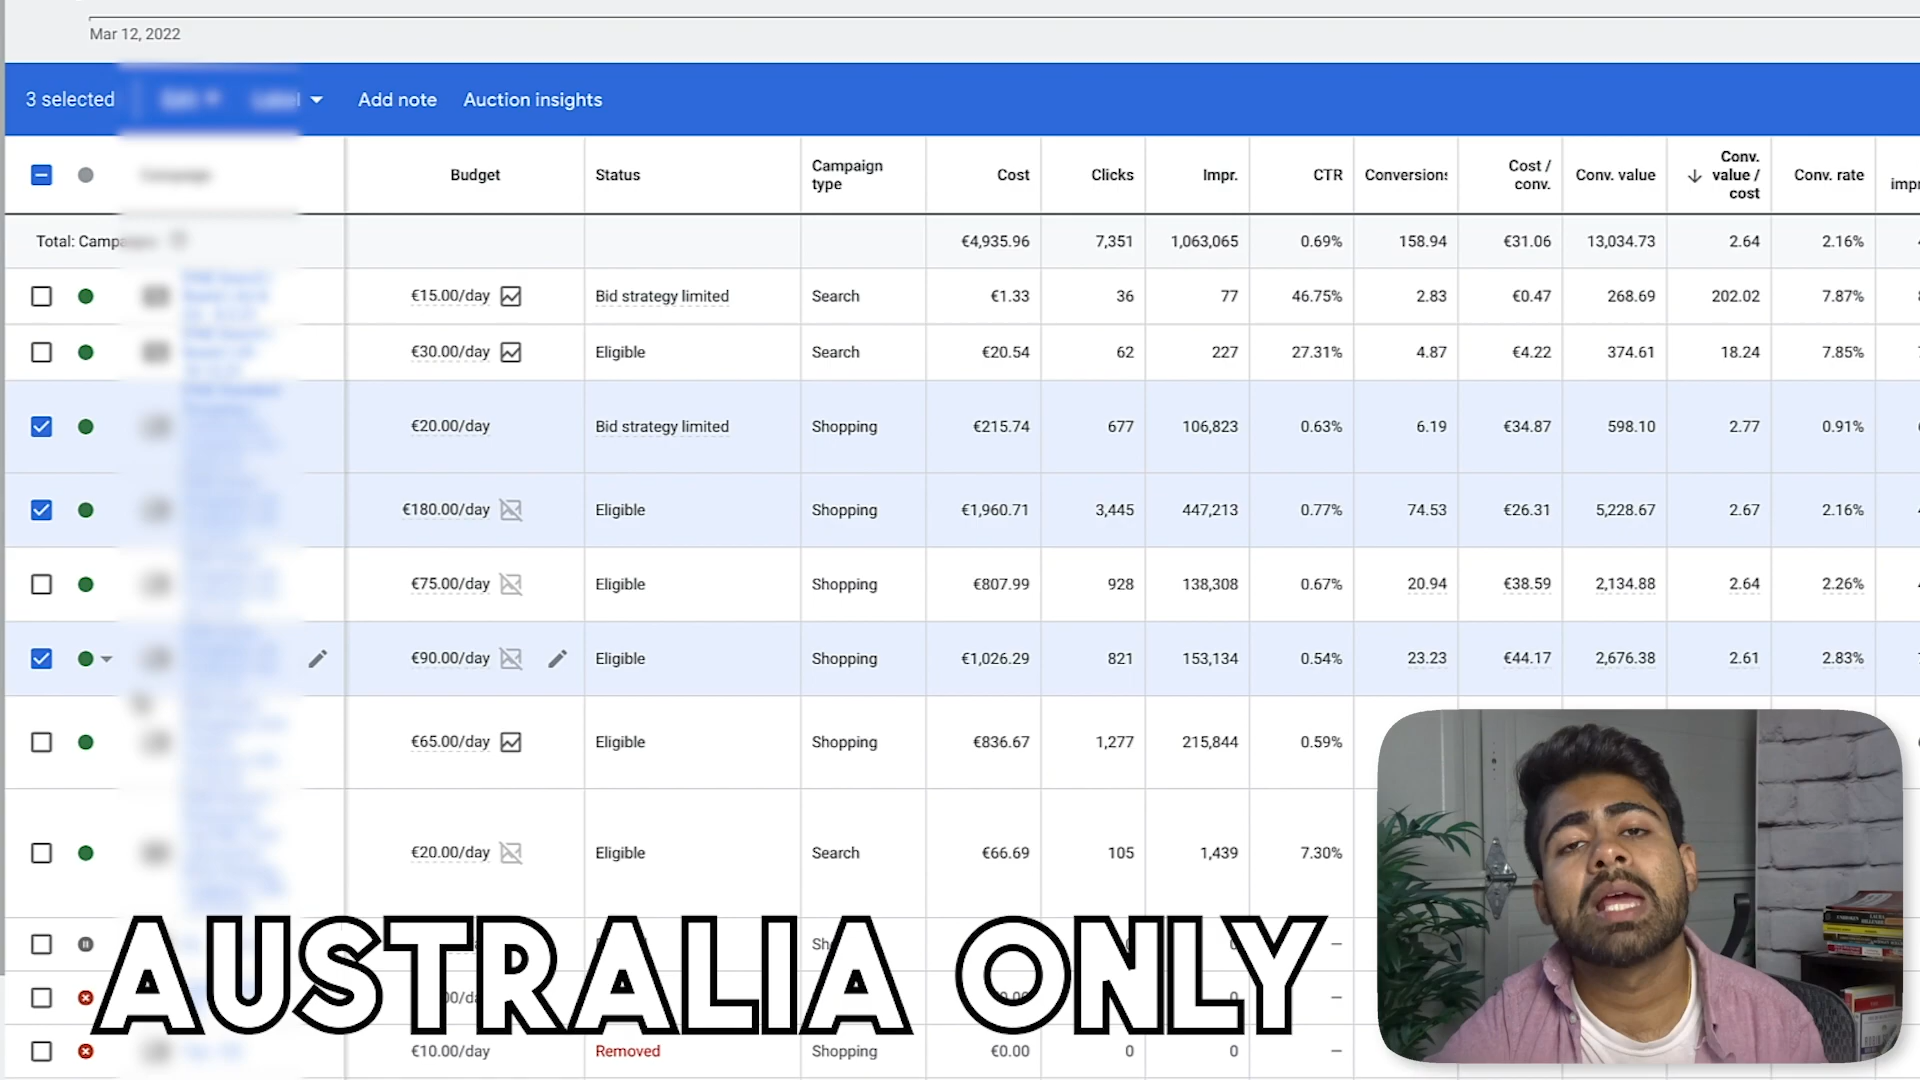 Mar 12, 2022
3 selected Add note Auction insights
Budget Status Campaign type Cost Clicks Impr. CTR Conversions Cost / conv. Conv. value Conv. value / cost Conv. rate
Total: €4,935.96 7,351 1,063,065 0.69% 158.94 €31.06 13,034.73 2.64 2.16%
€15.00/day Bid strategy limited Search €1.33 36 77 46.75% 2.83 €0.47 268.69 202.02 7.87%
€30.00/day Eligible Search €20.54 62 227 27.31% 4.87 €4.22 374.61 18.24 7.85%
€20.00/day Bid strategy limited Shopping €215.74 677 106,823 0.63% 6.19 €34.87 598.10 2.77 0.91%
€180.00/day Eligible Shopping €1,960.71 3,445 447,213 0.77% 74.53 €26.31 5,228.67 2.67 2.16%
€75.00/day Eligible Shopping €807.99 928 138,308 0.67% 20.94 €38.59 2,134.88 2.64 2.26%
€90.00/day Eligible Shopping €1,026.29 821 153,134 0.54% 23.23 €44.17 2,676.38 2.61 2.83%
€65.00/day Eligible Shopping €836.67 1,277 215,844 0.59%
€20.00/day Eligible Search €66.69 105 1,439 7.30%
–
AUSTRALIA ONLY
–
€10.00/day Removed Shopping €0.00 0 0 –